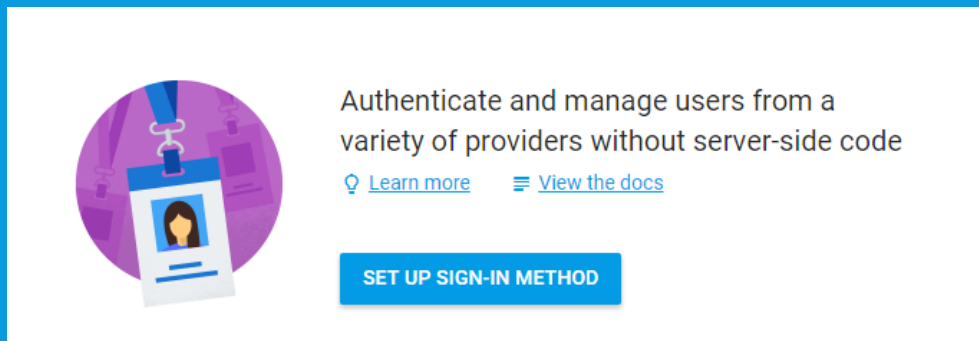 Authenticate and manage users from a
variety of providers without server-side code
Learn more
View the docs
SET UP SIGN-IN METHOD